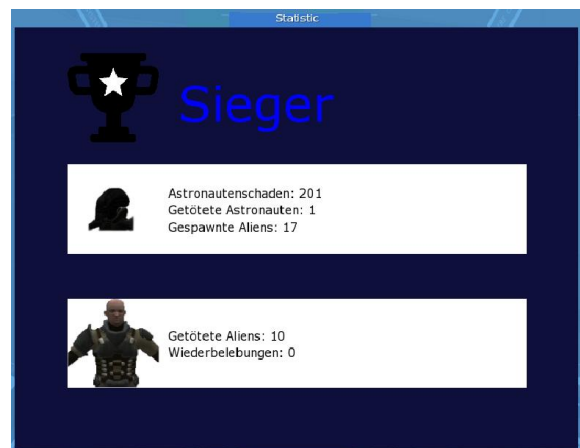 Statistic
Sieger
Astronautenschaden: 201
Getötete Astronauten: 1
Gespawnte Aliens: 17
Getötete Aliens: 10
Wiederbelebungen: 0